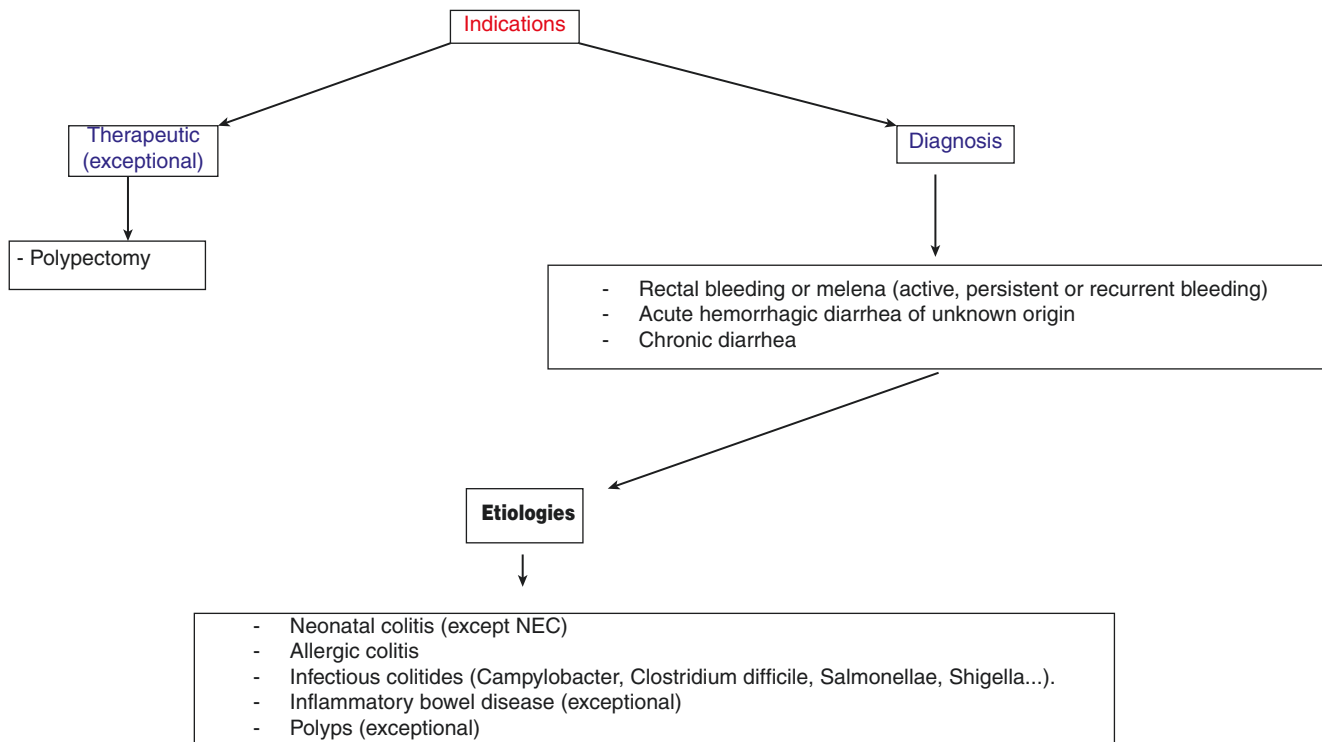 Indications
Therapeutic
(exceptional)
Diagnosis
- Polypectomy
- Rectal bleeding or melena (active, persistent or recurrent bleeding)
- Acute hemorrhagic diarrhea of unknown origin
- Chronic diarrhea
Etiologies
- Neonatal colitis (except NEC)
- Allergic colitis
- Infectious colitides (Campylobacter, Clostridium difficile, Salmonellae, Shigella...).
- Inflammatory bowel disease (exceptional)
- Polyps (exceptional)